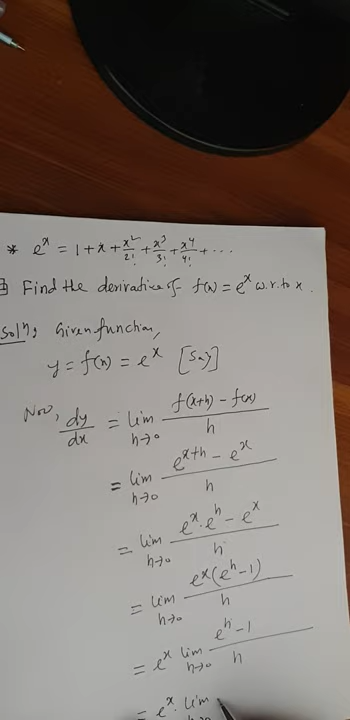 * e^x = 1 + x + x²/2! + x³/3! + x⁴/4! + ...
Find the derivative of f(x) = e^x w.r. to x.
Solⁿ: Given function,
y = f(x) = e^x [Say]
Now, dy/dx = lim h→0 f(x+h) - f(x) / h
= lim h→0 e^(x+h) - e^x / h
= lim h→0 e^x · e^h - e^x / h
= lim h→0 e^x (e^h - 1) / h
= e^x lim h→0 e^h - 1 / h
= e^x · lim h→0